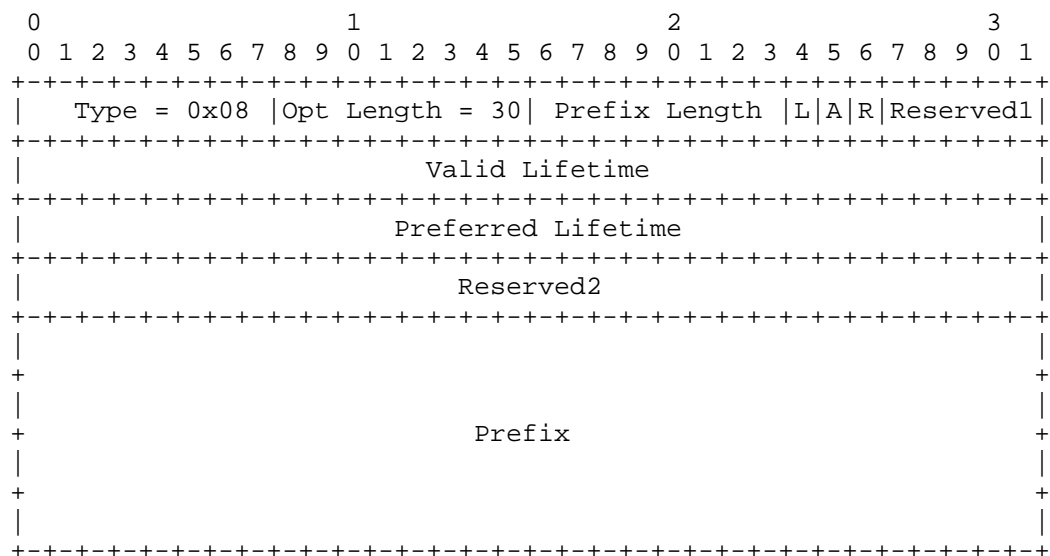 0                   1                   2                   3
 0 1 2 3 4 5 6 7 8 9 0 1 2 3 4 5 6 7 8 9 0 1 2 3 4 5 6 7 8 9 0 1
+-+-+-+-+-+-+-+-+-+-+-+-+-+-+-+-+-+-+-+-+-+-+-+-+-+-+-+-+-+-+-+-+
|   Type = 0x08 |Opt Length = 30| Prefix Length |L|A|R|Reserved1|
+-+-+-+-+-+-+-+-+-+-+-+-+-+-+-+-+-+-+-+-+-+-+-+-+-+-+-+-+-+-+-+-+
|                         Valid Lifetime                        |
+-+-+-+-+-+-+-+-+-+-+-+-+-+-+-+-+-+-+-+-+-+-+-+-+-+-+-+-+-+-+-+-+
|                       Preferred Lifetime                      |
+-+-+-+-+-+-+-+-+-+-+-+-+-+-+-+-+-+-+-+-+-+-+-+-+-+-+-+-+-+-+-+-+
|                           Reserved2                           |
+-+-+-+-+-+-+-+-+-+-+-+-+-+-+-+-+-+-+-+-+-+-+-+-+-+-+-+-+-+-+-+-+
|                                                               |
+                                                               +
|                                                               |
+                            Prefix                             +
|                                                               |
+                                                               +
|                                                               |
+-+-+-+-+-+-+-+-+-+-+-+-+-+-+-+-+-+-+-+-+-+-+-+-+-+-+-+-+-+-+-+-+